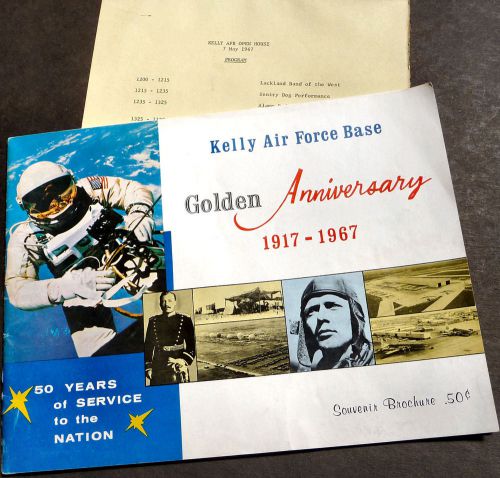 KELLY AFB OPEN HOUSE
7 May 1967
PROGRAM
1200 - 1215 Lackland Band of the West
1215 - 1235 Sentry Dog Performance
1235 - 1325
1325 -
Kelly Air Force Base
Golden Anniversary
1917 - 1967
50 YEARS
of SERVICE
to the
NATION
Souvenir Brochure .50¢